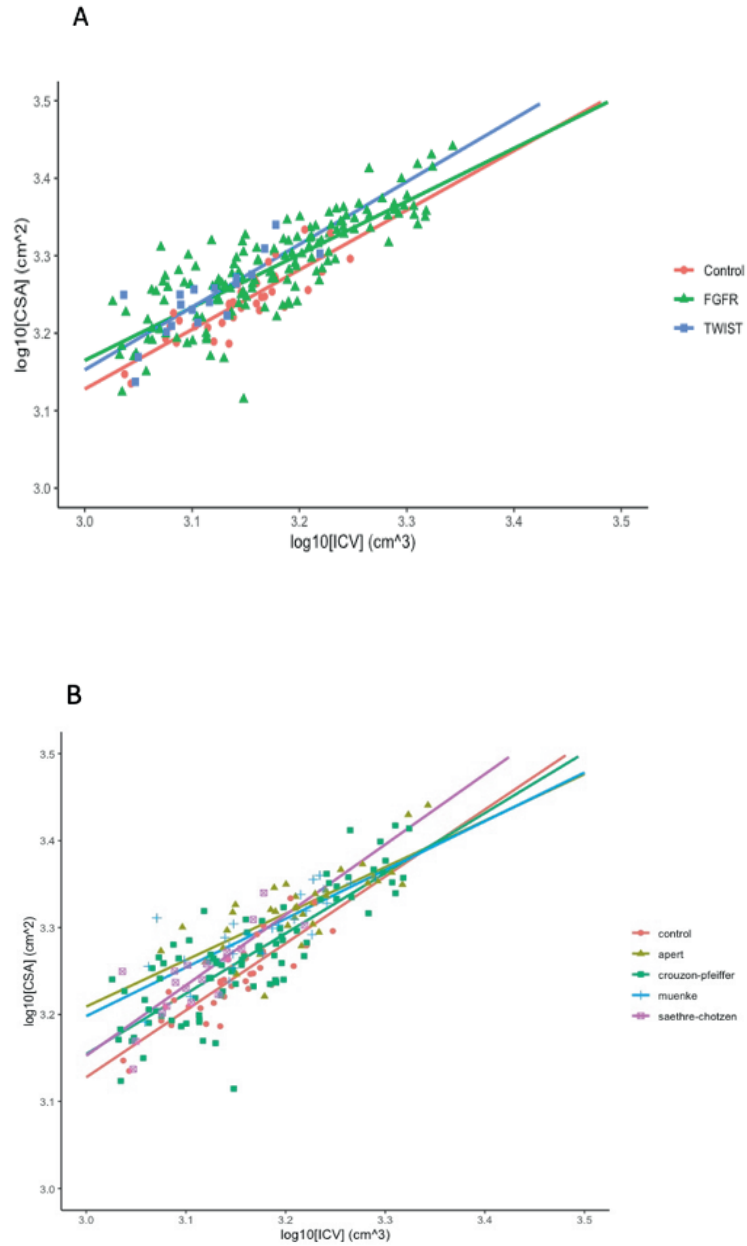 A
3.5
3.4
3.3
3.2
3.1
3.0
log10[CSA] (cm^2)
3.0 3.1 3.2 3.3 3.4 3.5
log10[ICV] (cm^3)
Control
FGFR
TWIST
B
3.5
3.4
3.3
3.2
3.1
3.0
log10[CSA] (cm^2)
3.0 3.1 3.2 3.3 3.4 3.5
log10[ICV] (cm^3)
control
apert
crouzon-pfeiffer
muenke
saethre-chotzen